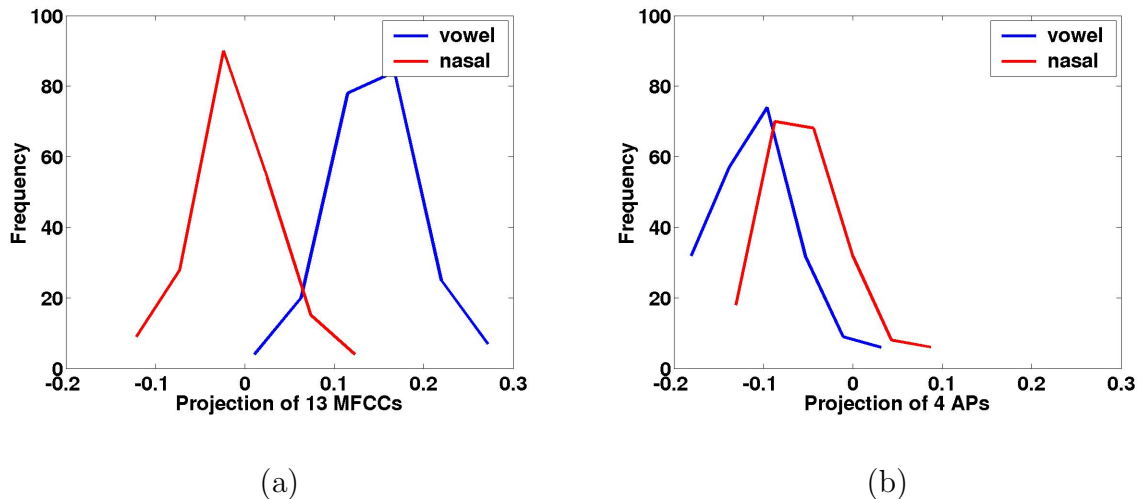 100
80
60
40
20
0
Frequency
vowel
nasal
-0.2
-0.1
0
0.1
0.2
0.3
Projection of 13 MFCCs
(a)
100
80
60
40
20
0
Frequency
vowel
nasal
-0.2
-0.1
0
0.1
0.2
0.3
Projection of 4 APs
(b)